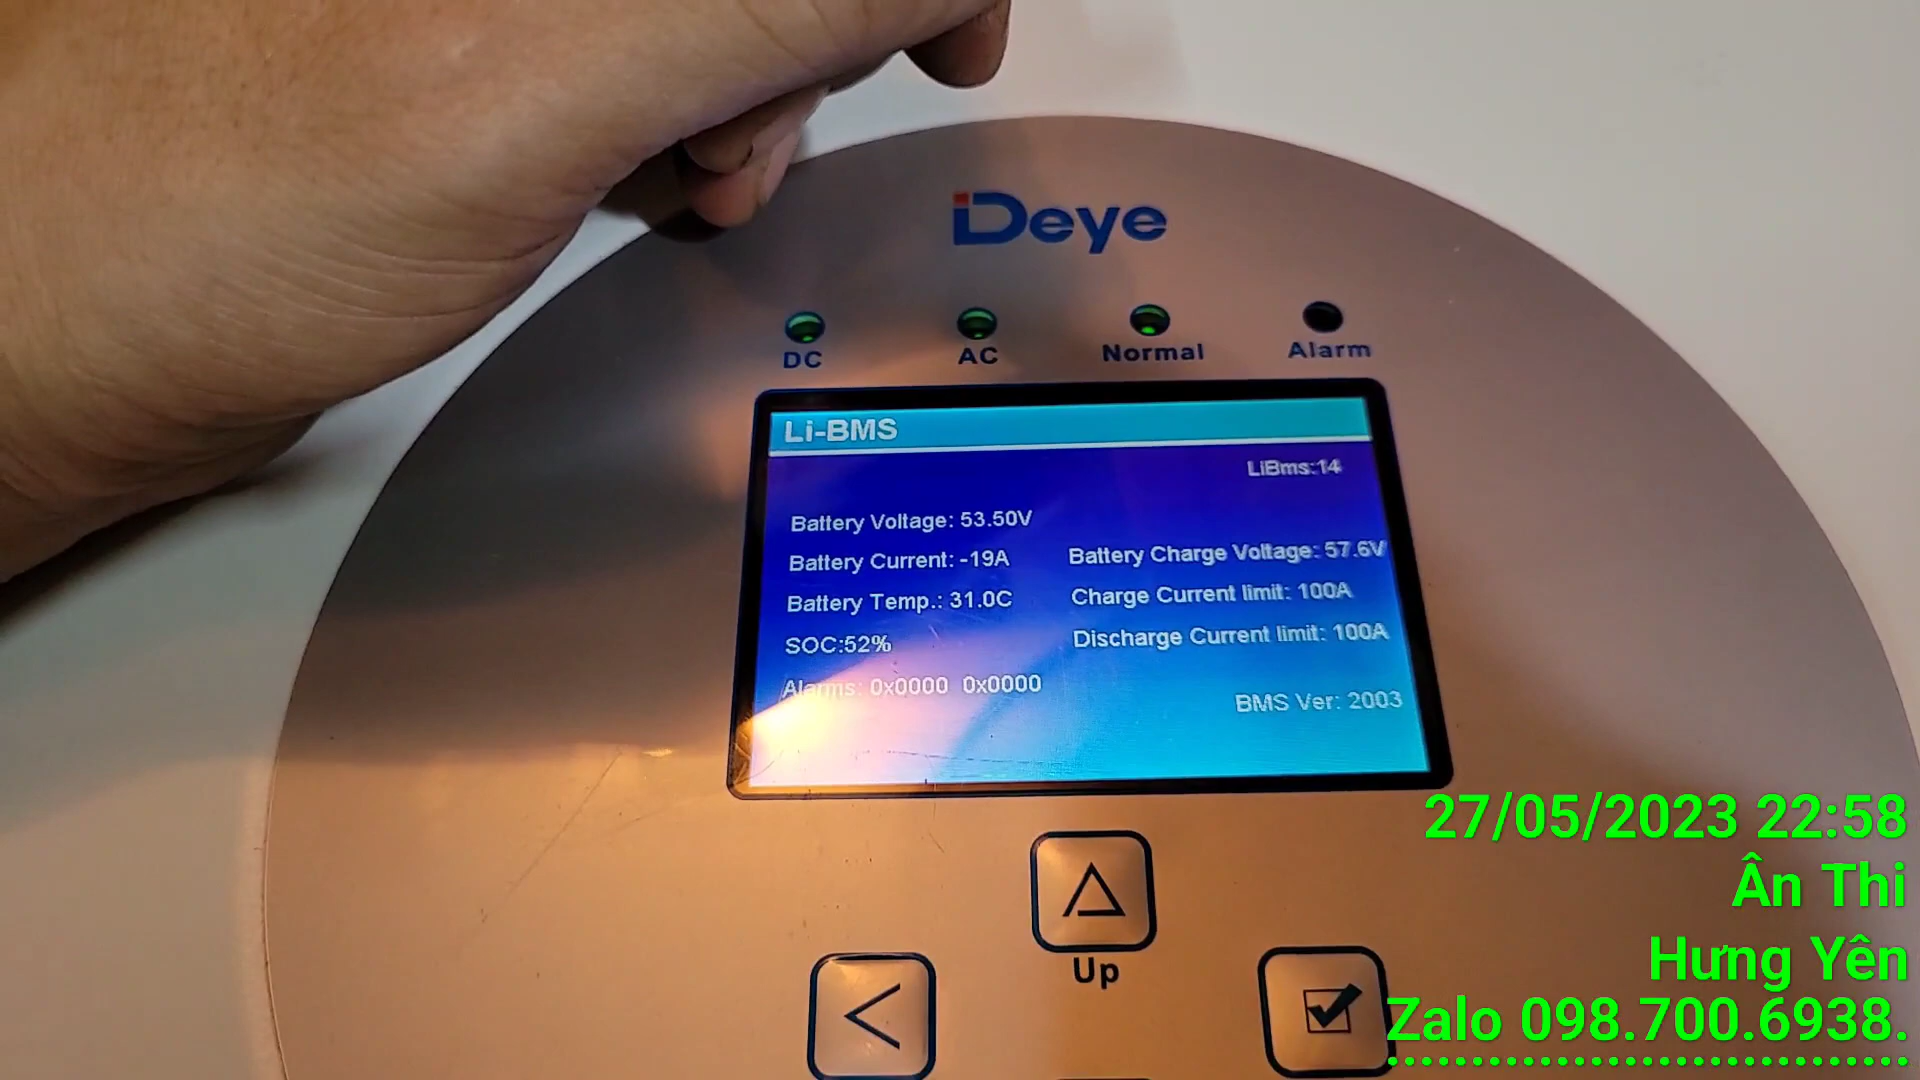 Deye
DC AC Normal Alarm
Li-BMS
LiBms:14
Battery Voltage: 53.50V
Battery Current: -19A
Battery Charge Voltage: 57.6V
Battery Temp.: 31.0C
Charge Current limit: 100A
SOC:52%
Discharge Current limit: 100A
Alarms: 0x0000 0x0000
BMS Ver: 2003
Up
27/05/2023 22:58
Ân Thi
Hưng Yên
Zalo 098.700.6938.